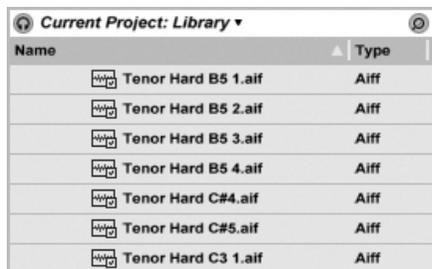 Current Project: Library
Name Type
Tenor Hard B5 1.aif Aiff
Tenor Hard B5 2.aif Aiff
Tenor Hard B5 3.aif Aiff
Tenor Hard B5 4.aif Aiff
Tenor Hard C#4.aif Aiff
Tenor Hard C#5.aif Aiff
Tenor Hard C3 1.aif Aiff